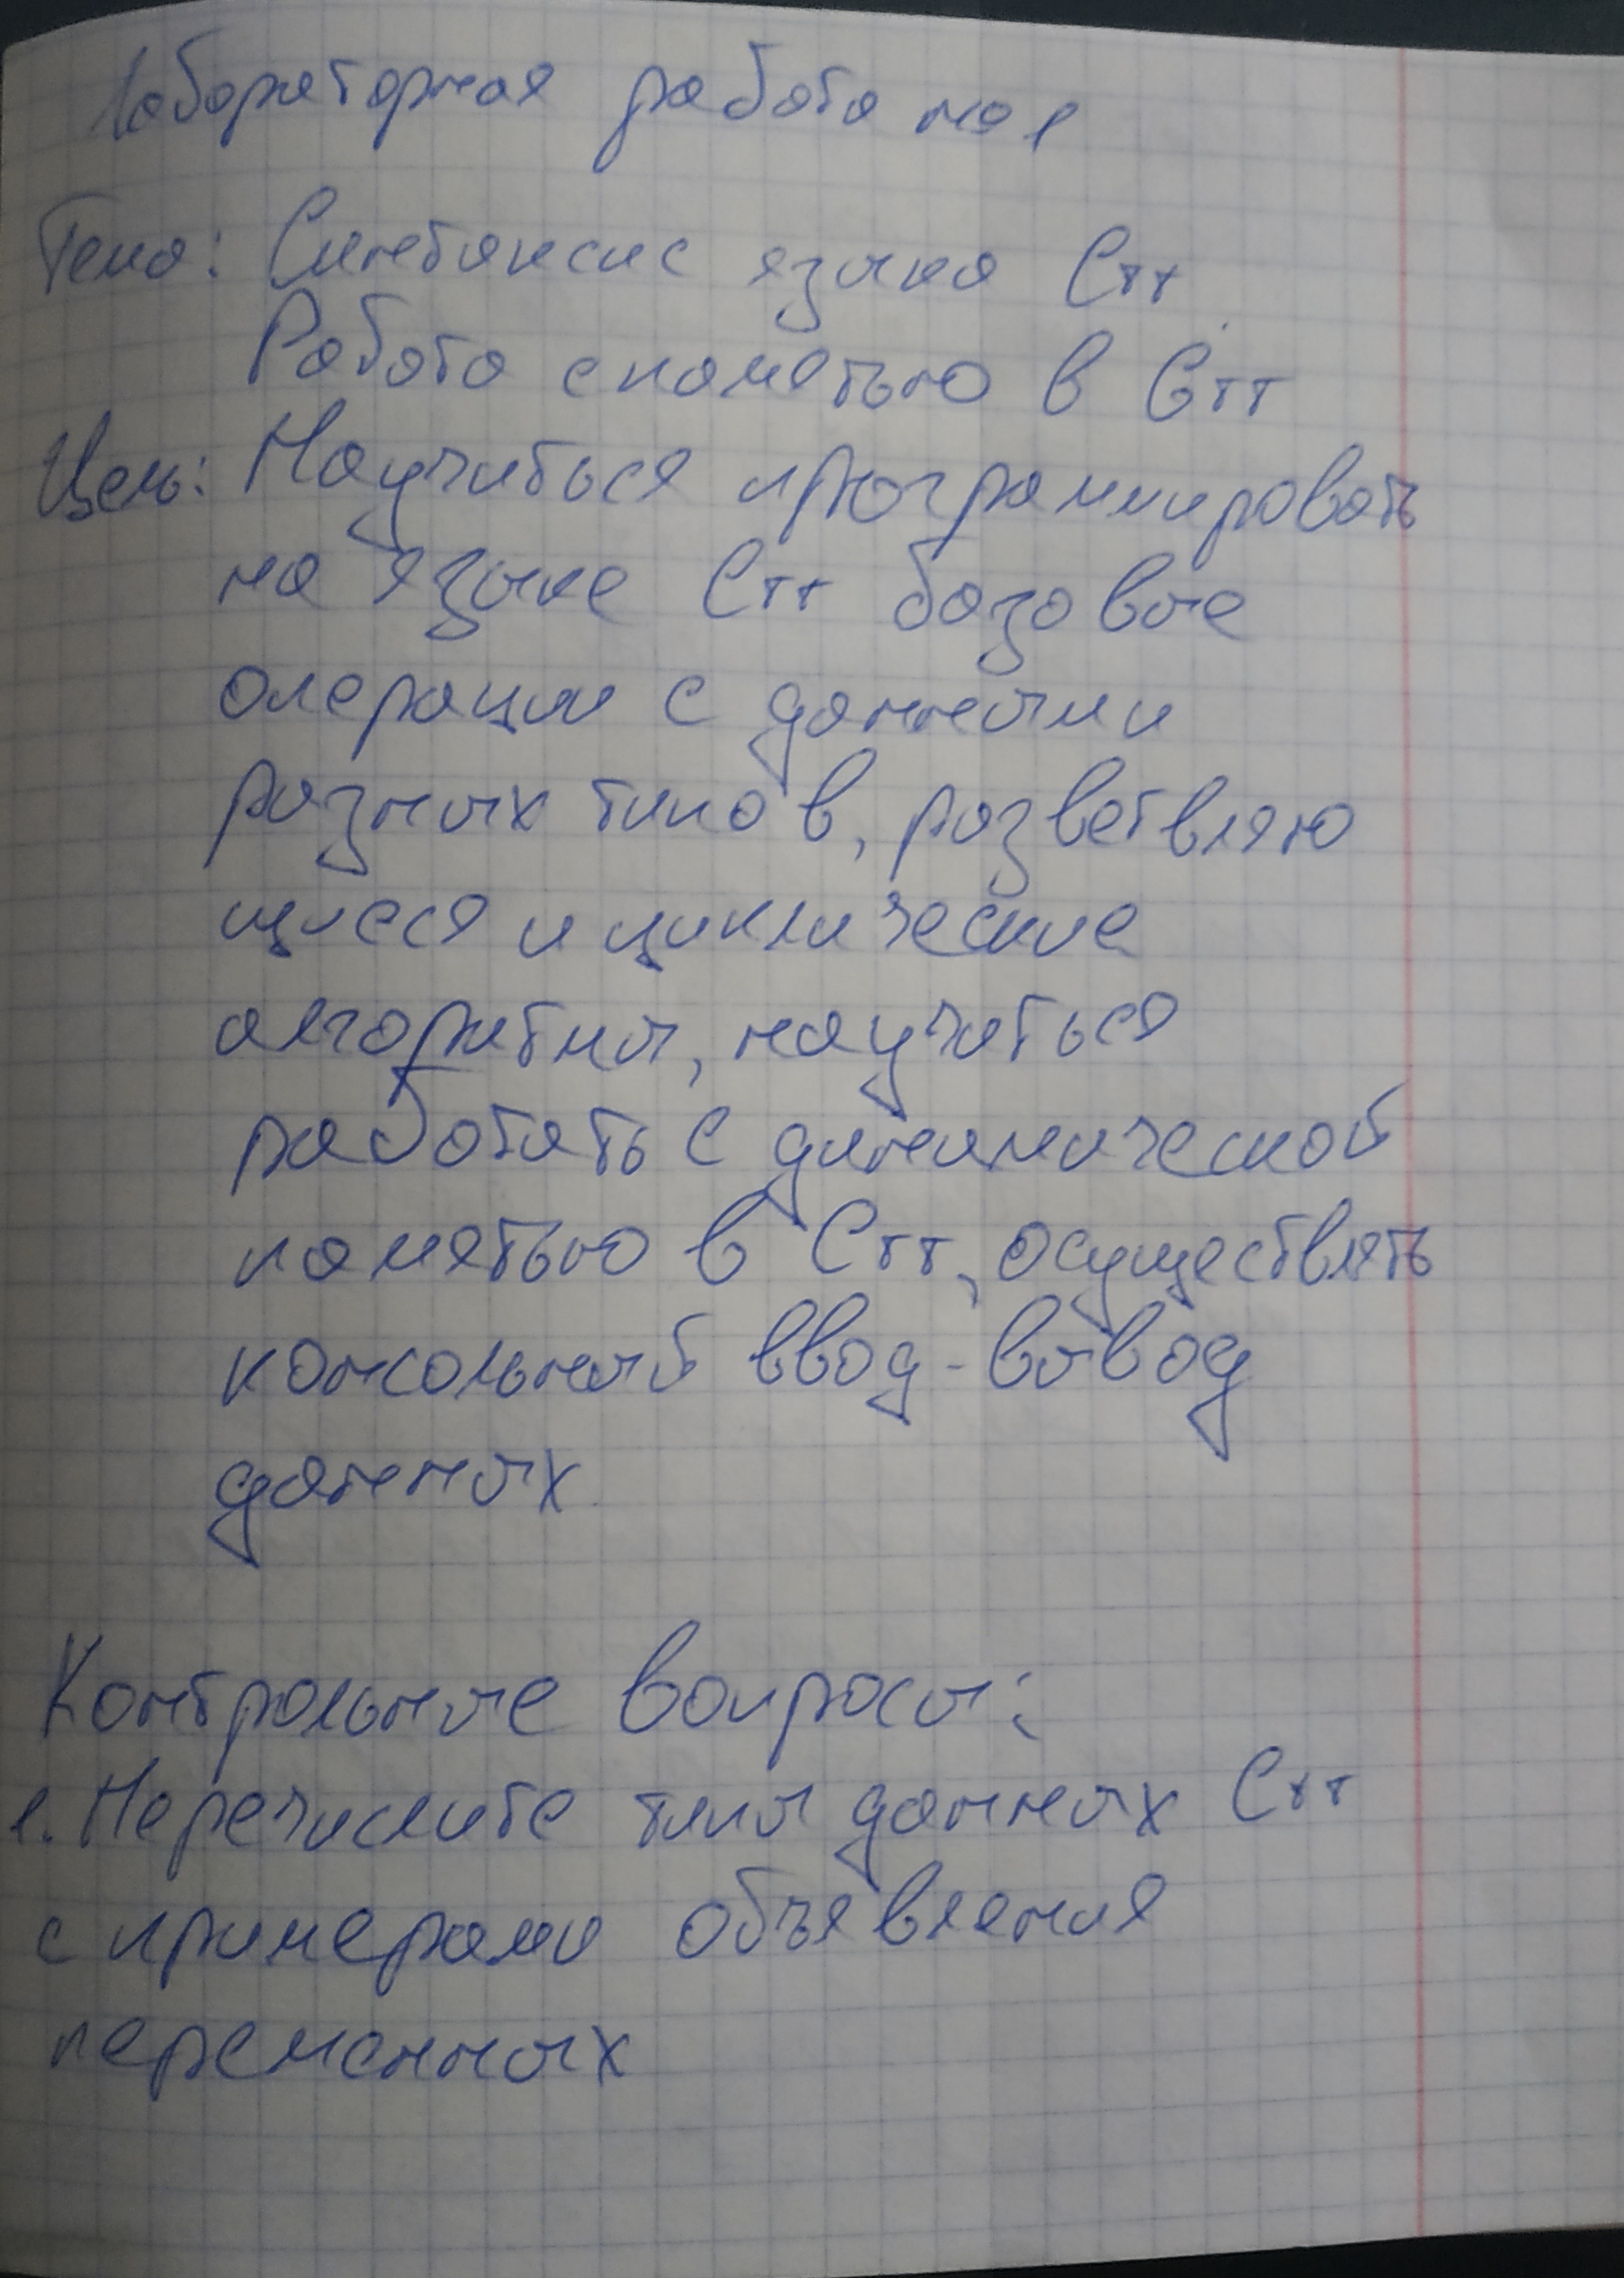 Лабораторная работа №1
Тема: Синтаксис языка С++.
Работа с памятью в С++
Цель: Научиться программировать
на языке С++ базовые
операции с данными
разных типов, разветвляю
щиеся и циклические
алгоритмы, научиться
работать с динамической
памятью в С++, осуществлять
консольный ввод-вывод
данных.
Контрольные вопросы:
1. Перечислите типы данных С++
с примерами объявления
переменных